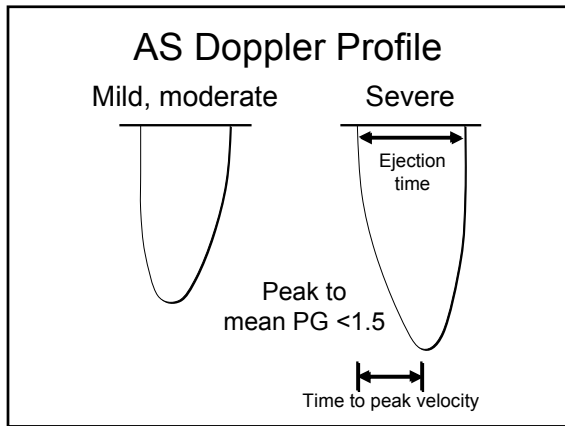 AS Doppler Profile
Mild, moderate
Severe
Ejection
time
Peak to
mean PG <1.5
Time to peak velocity